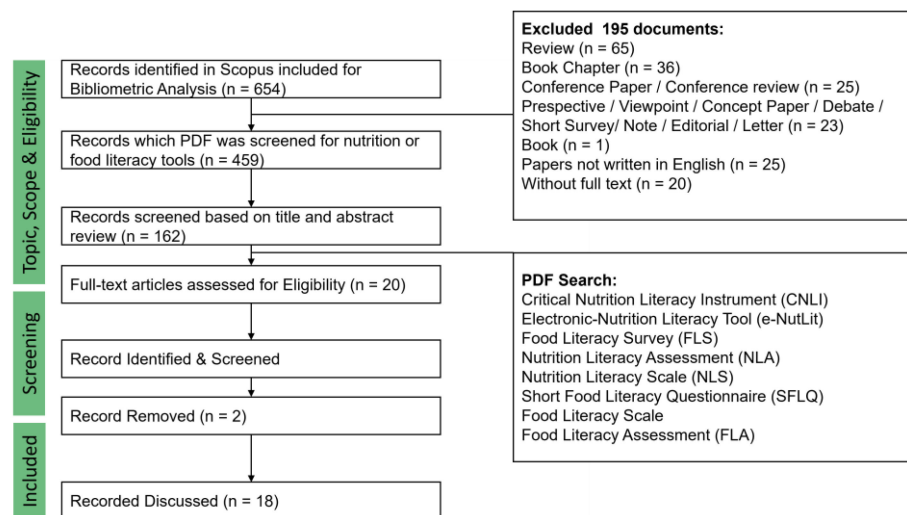 Topic, Scope & Eligibility
Screening
Included
Records identified in Scopus included for
Bibliometric Analysis (n = 654)
Records which PDF was screened for nutrition or
food literacy tools (n = 459)
Records screened based on title and abstract
review (n = 162)
Full-text articles assessed for Eligibility (n = 20)
Record Identified & Screened
Record Removed (n = 2)
Recorded Discussed (n = 18)
Excluded 195 documents:
Review (n = 65)
Book Chapter (n = 36)
Conference Paper / Conference review (n = 25)
Prespective / Viewpoint / Concept Paper / Debate /
Short Survey/ Note / Editorial / Letter (n = 23)
Book (n = 1)
Papers not written in English (n = 25)
Without full text (n = 20)
PDF Search:
Critical Nutrition Literacy Instrument (CNLI)
Electronic-Nutrition Literacy Tool (e-NutLit)
Food Literacy Survey (FLS)
Nutrition Literacy Assessment (NLA)
Nutrition Literacy Scale (NLS)
Short Food Literacy Questionnaire (SFLQ)
Food Literacy Scale
Food Literacy Assessment (FLA)